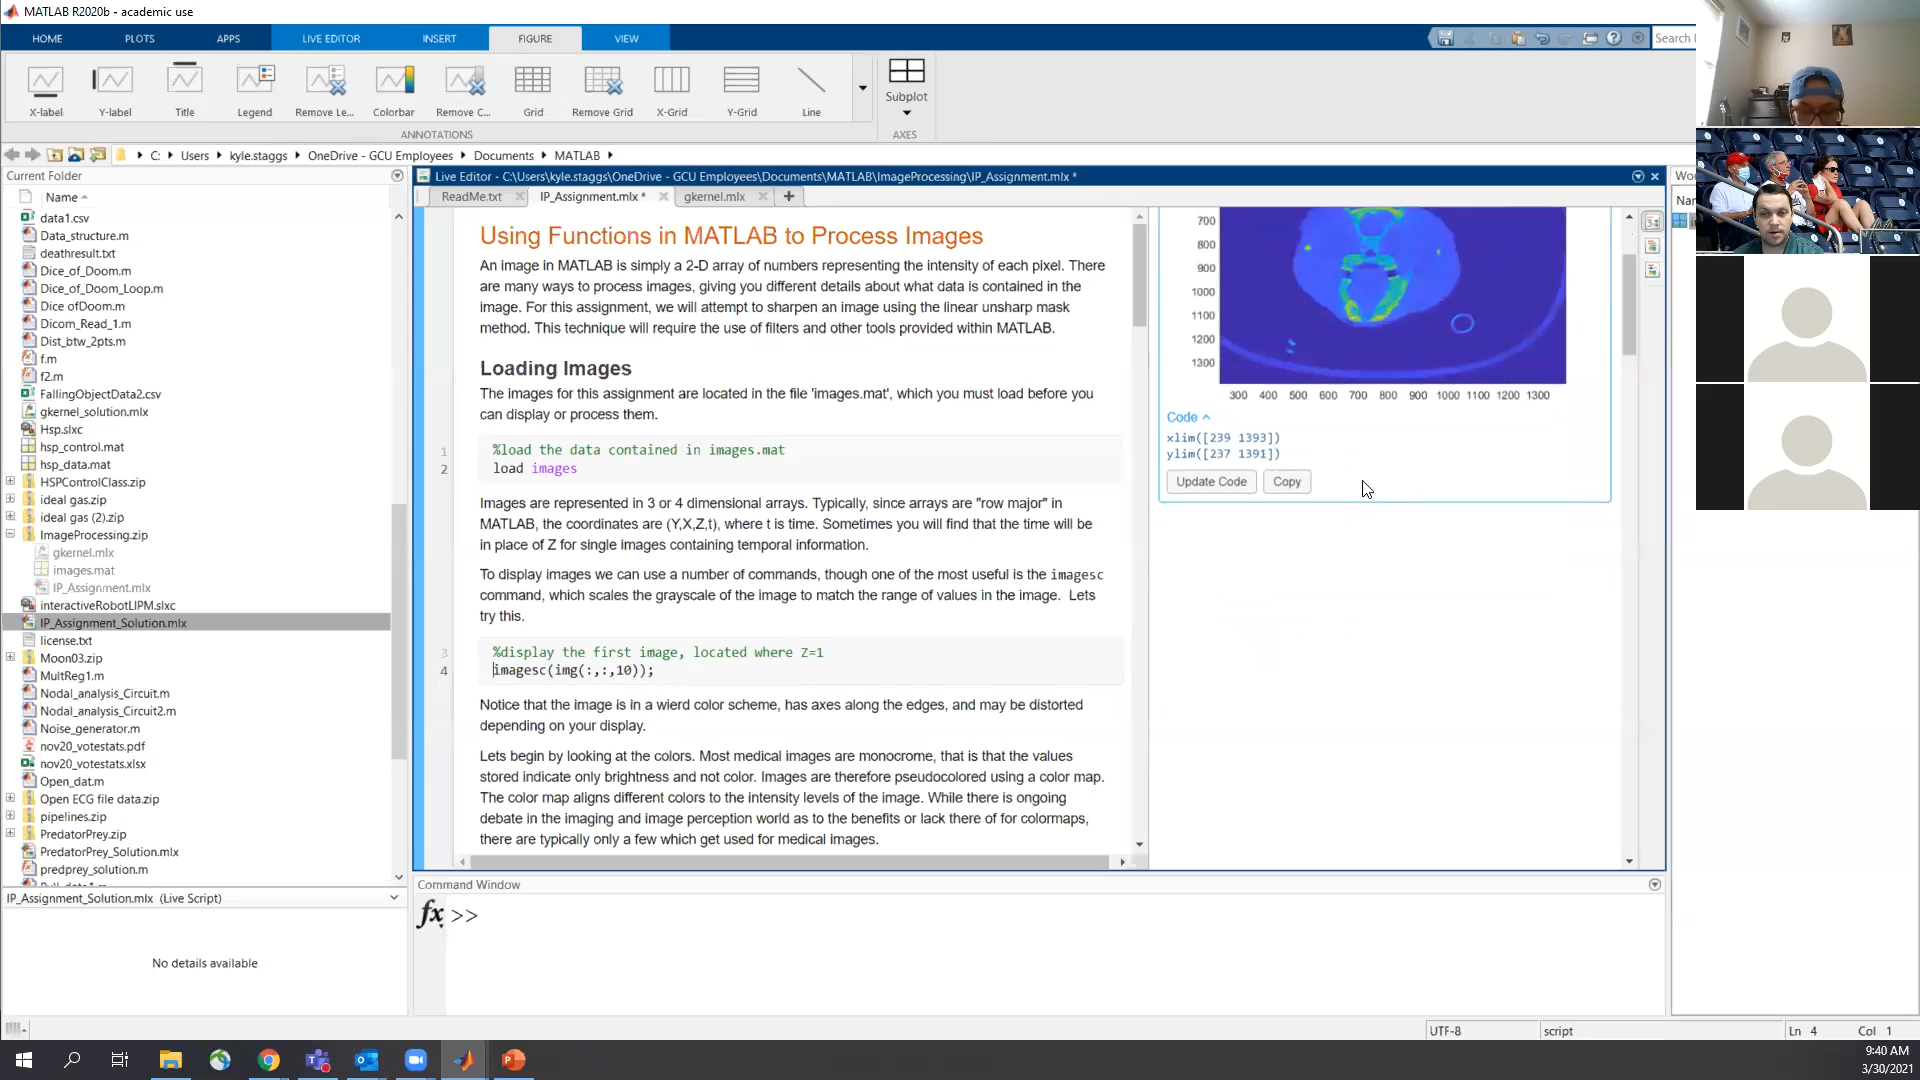 MATLAB R2020b - academic use
HOME PLOTS APPS LIVE EDITOR INSERT FIGURE VIEW
X-label Y-label Title Legend Remove Le... Colorbar Remove C... Grid Remove Grid X-Grid Y-Grid Line Subplot
ANNOTATIONS AXES
C: Users kyle.staggs OneDrive - GCU Employees Documents MATLAB
Current Folder
Name
data1.csv
Data_structure.m
deathresult.txt
Dice_of_Doom.m
Dice_of_Doom_Loop.m
Dice ofDoom.m
Dicom_Read_1.m
Dist_btw_2pts.m
f.m
f2.m
FallingObjectData2.csv
gkernel_solution.mlx
Hsp.slxc
hsp_control.mat
hsp_data.mat
HSPControlClass.zip
ideal gas.zip
ideal gas (2).zip
ImageProcessing.zip
gkernel.mlx
images.mat
IP_Assignment.mlx
interactiveRobotLIPM.slxc
IP_Assignment_Solution.mlx
license.txt
Moon03.zip
MultReg1.m
Nodal_analysis_Circuit.m
Nodal_analysis_Circuit2.m
Noise_generator.m
nov20_votestats.pdf
nov20_votestats.xlsx
Open_dat.m
Open ECG file data.zip
pipelines.zip
PredatorPrey.zip
PredatorPrey_Solution.mlx
predprey_solution.m
IP_Assignment_Solution.mlx (Live Script)
No details available
Live Editor - C:\Users\kyle.staggs\OneDrive - GCU Employees\Documents\MATLAB\ImageProcessing\IP_Assignment.mlx *
ReadMe.txt IP_Assignment.mlx * gkernel.mlx
Using Functions in MATLAB to Process Images
An image in MATLAB is simply a 2-D array of numbers representing the intensity of each pixel. There
are many ways to process images, giving you different details about what data is contained in the
image. For this assignment, we will attempt to sharpen an image using the linear unsharp mask
method. This technique will require the use of filters and other tools provided within MATLAB.
Loading Images
The images for this assignment are located in the file 'images.mat', which you must load before you
can display or process them.
1 %load the data contained in images.mat
2 load images
Images are represented in 3 or 4 dimensional arrays. Typically, since arrays are "row major" in
MATLAB, the coordinates are (Y,X,Z,t), where t is time. Sometimes you will find that the time will be
in place of Z for single images containing temporal information.
To display images we can use a number of commands, though one of the most useful is the imagesc
command, which scales the grayscale of the image to match the range of values in the image. Lets
try this.
3 %display the first image, located where Z=1
4 imagesc(img(:,:,10));
Notice that the image is in a wierd color scheme, has axes along the edges, and may be distorted
depending on your display.
Lets begin by looking at the colors. Most medical images are monocrome, that is that the values
stored indicate only brightness and not color. Images are therefore pseudocolored using a color map.
The color map aligns different colors to the intensity levels of the image. While there is ongoing
debate in the imaging and image perception world as to the benefits or lack there of for colormaps,
there are typically only a few which get used for medical images.
700
800
900
1000
1100
1200
1300
300 400 500 600 700 800 900 1000 1100 1200 1300
Code
xlim([239 1393])
ylim([237 1391])
Update Code Copy
Command Window
fx >>
UTF-8 script Ln 4 Col 1
9:40 AM
3/30/2021